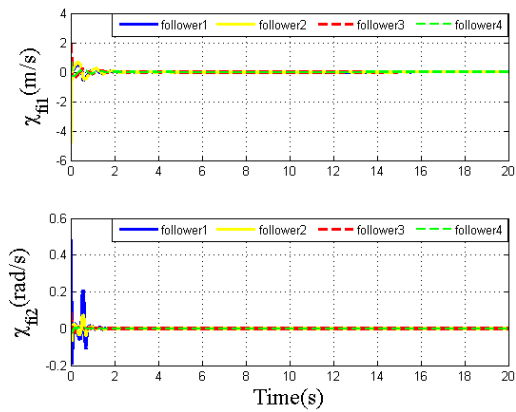 follower1 follower2 follower3 follower4
4
2
0
-2
-4
-6
χfi1(m/s)
0 2 4 6 8 10 12 14 16 18 20
follower1 follower2 follower3 follower4
0.6
0.4
0.2
0
-0.2
χfi2(rad/s)
0 2 4 6 8 10 12 14 16 18 20
Time(s)